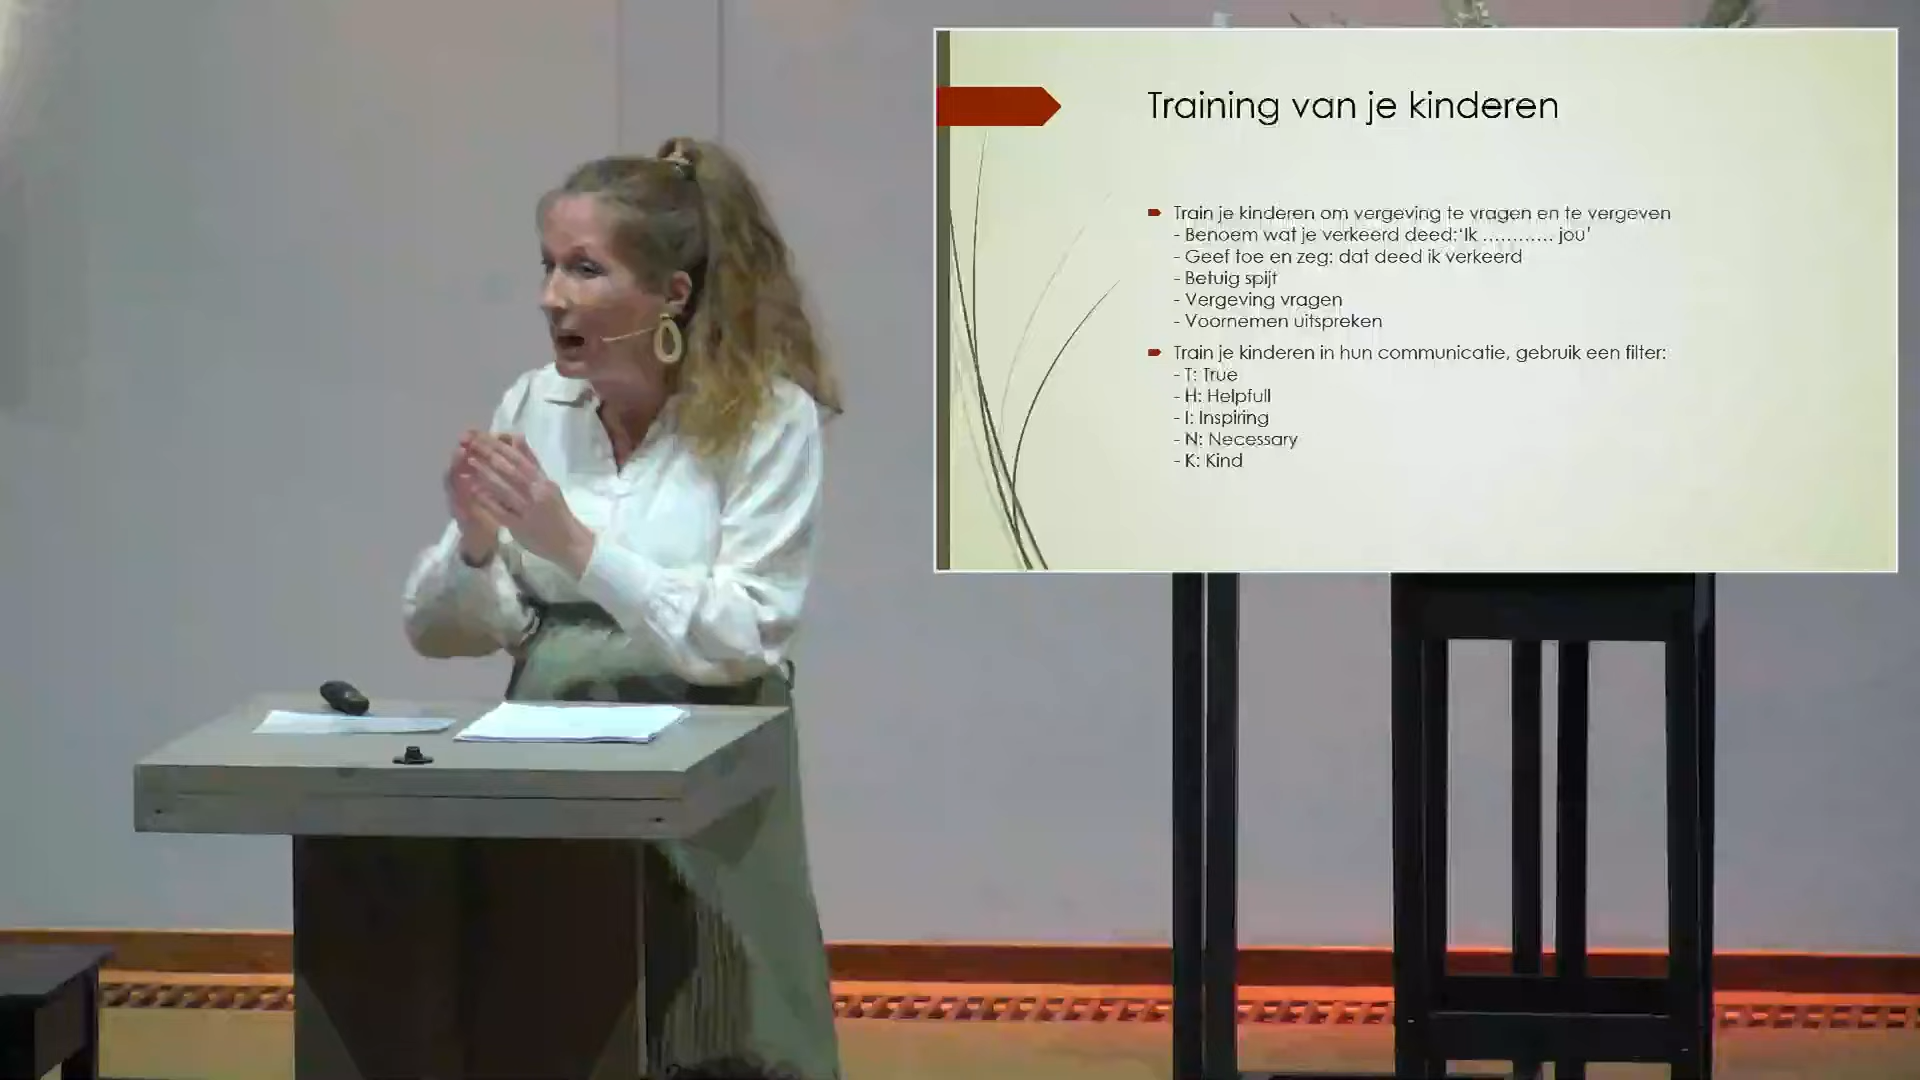 Training van je kinderen
Train je kinderen om vergeving te vragen en te vergeven
- Benoem wat je verkeerd deed:‘Ik ………… jou’
- Geef toe en zeg: dat deed ik verkeerd
- Betuig spijt
- Vergeving vragen
- Voornemen uitspreken
Train je kinderen in hun communicatie, gebruik een filter:
- T: True
- H: Helpfull
- I: Inspiring
- N: Necessary
- K: Kind